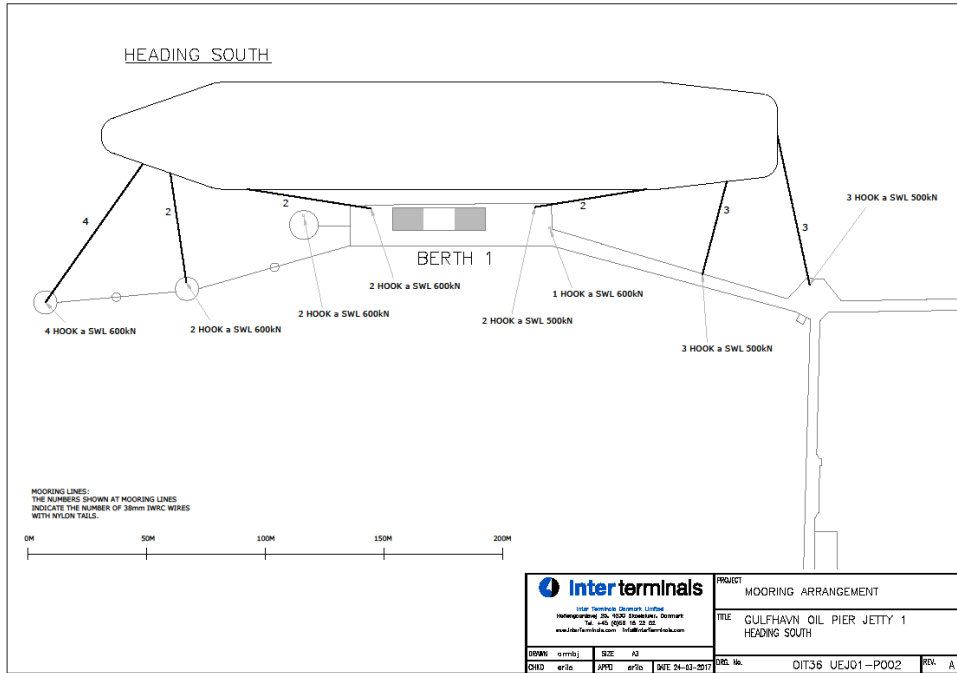 HEADING SOUTH
4
2
2
2
3
3
3 HOOK a SWL 500kN
BERTH 1
2 HOOK a SWL 600kN
1 HOOK a SWL 600kN
2 HOOK a SWL 600kN
2 HOOK a SWL 500kN
4 HOOK a SWL 600kN
2 HOOK a SWL 600kN
3 HOOK a SWL 500kN
MOORING LINES:
THE NUMBERS SHOWN AT MOORING LINES
INDICATE THE NUMBER OF 38mm IWRC WIRES
WITH NYLON TAILS.
0M 50M 100M 150M 200M
Inter terminals
Inter Terminals Denmark Limited
PROJECT
MOORING ARRANGEMENT
TITLE GULFHAVN OIL PIER JETTY 1
HEADING SOUTH
DRAWN ormbj SIZE A3
CHKD erlo APPD erlo DATE 24-03-2017
DRG. No. OIT36 UEJ01-P002 REV. A